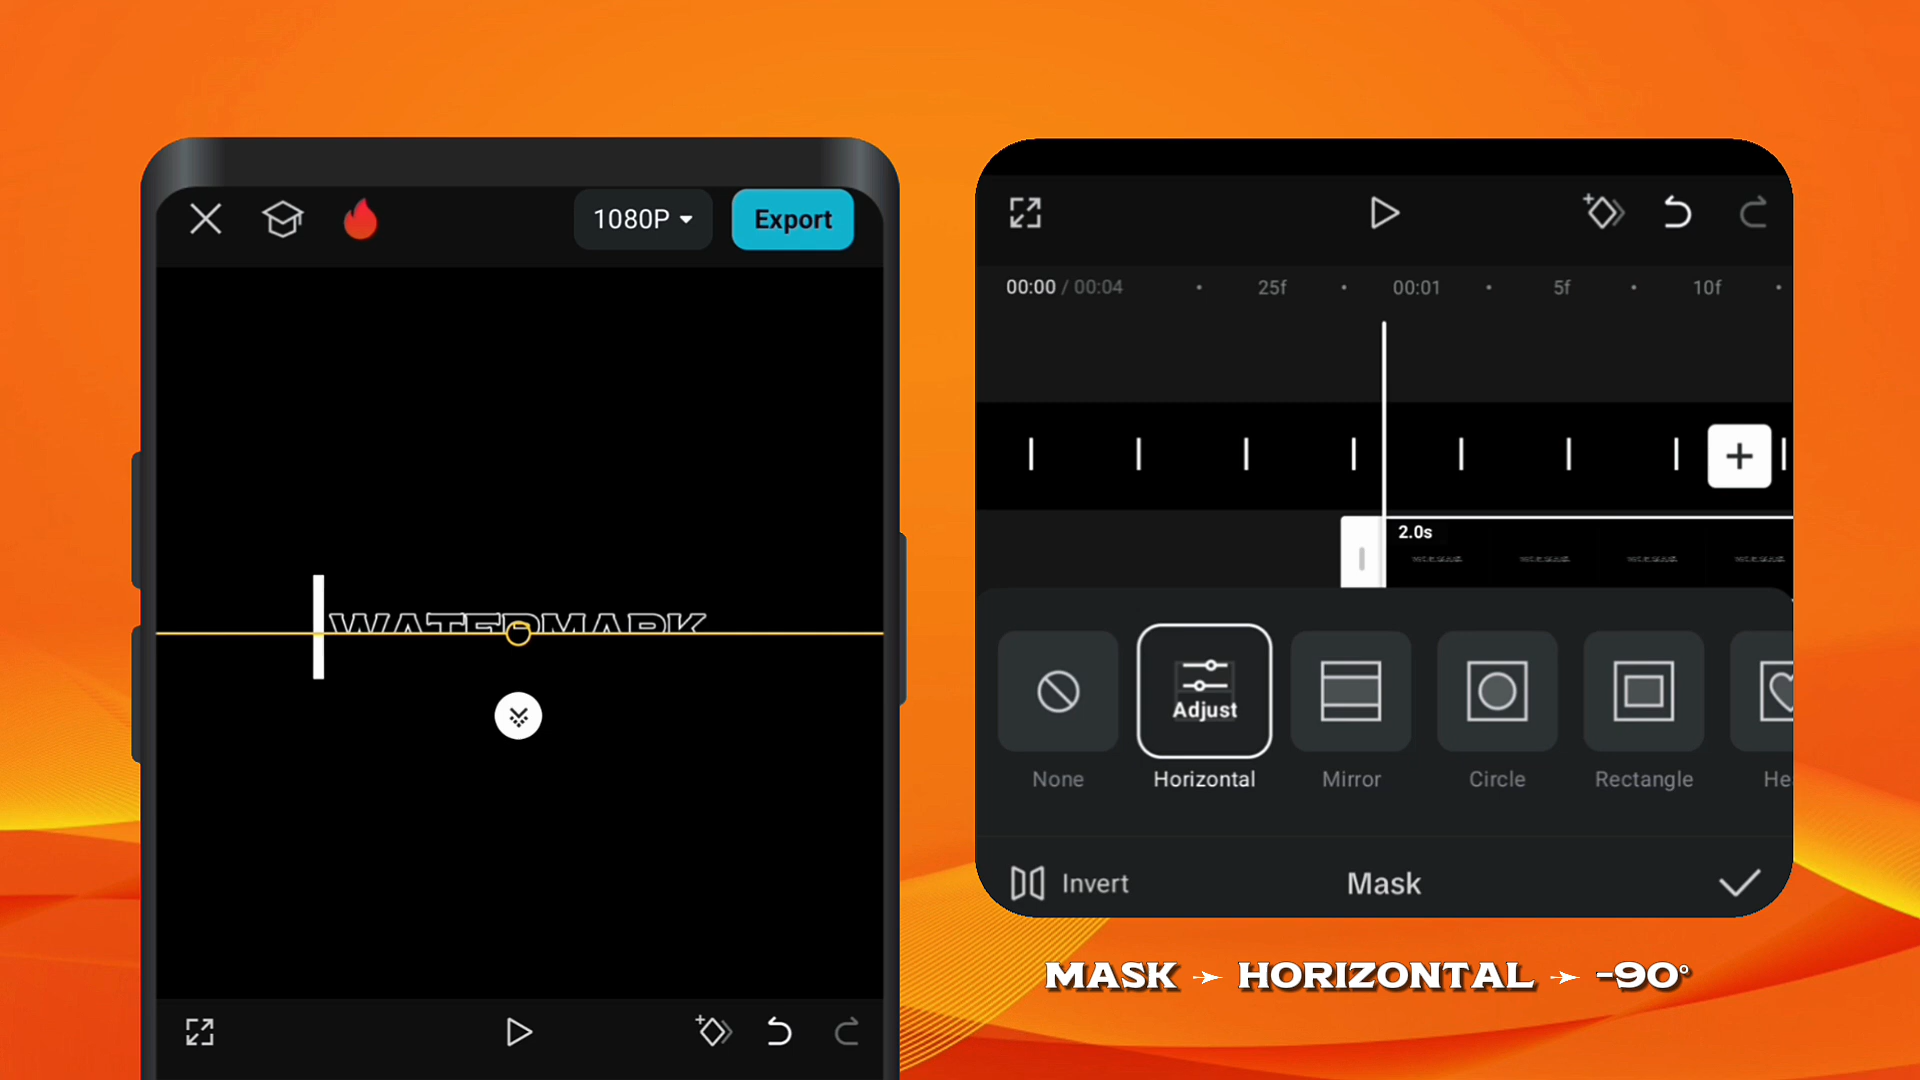 1080P
Export
WATERMARK
00:00 / 00:04
25f
00:01
5f
10f
2.0s
Adjust
None
Horizontal
Mirror
Circle
Rectangle
He
Invert
Mask
MASK → HORIZONTAL → -90°